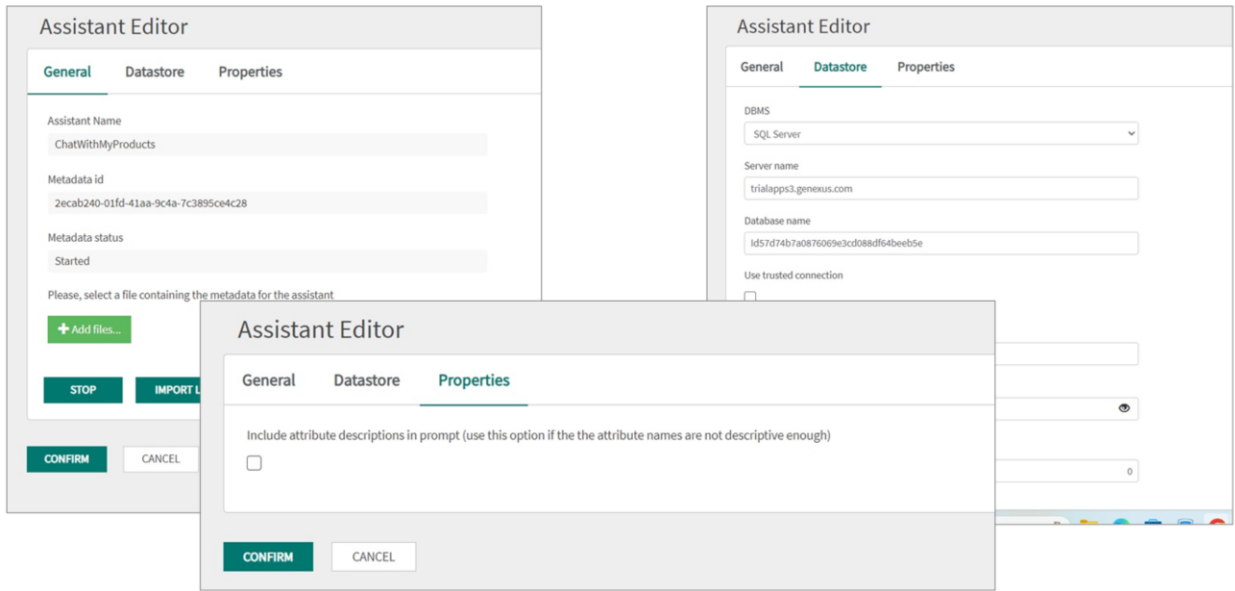 Assistant Editor
General Datastore Properties
Assistant Name
ChatWithMyProducts
Metadata id
2ecab240-01fd-41aa-9c4a-7c3895ce4c28
Metadata status
Started
Please, select a file containing the metadata for the assistant
+ Add files...
STOP IMPORT L
CONFIRM CANCEL
Assistant Editor
General Datastore Properties
DBMS
SQL Server
Server name
trialapps3.genexus.com
Database name
Id57d74b7a0876069e3cd088df64beeb5e
Use trusted connection
0
Assistant Editor
General Datastore Properties
Include attribute descriptions in prompt (use this option if the the attribute names are not descriptive enough)
CONFIRM CANCEL